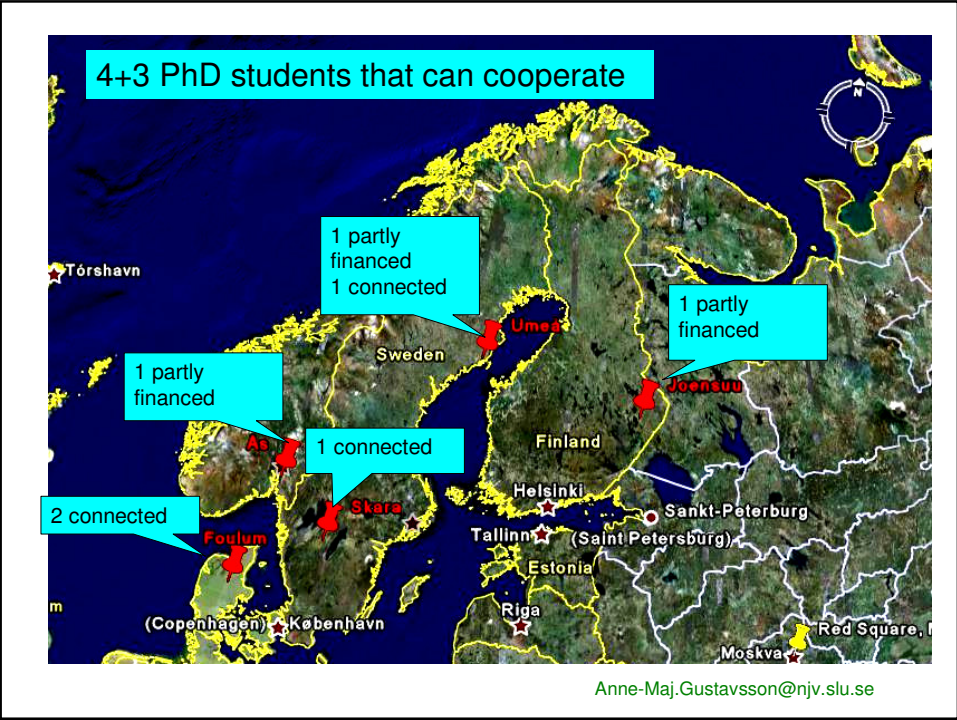 4+3 PhD students that can cooperate
N
Tórshavn
1 partly
financed
1 connected
1 partly
financed
Umeå
Sweden
1 partly
financed
Joensuu
Ås
1 connected
Finland
Helsinki
2 connected
Skara
Sankt-Peterburg
Foulum
Tallinn
(Saint Petersburg)
Estonia
m
Riga
(Copenhagen)
København
Red Square,
Moskva
Anne-Maj.Gustavsson@njv.slu.se